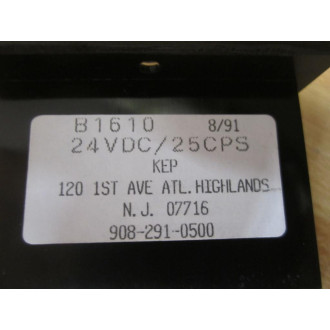 B1610 8/91
24VDC/25CPS
KEP
120 1ST AVE ATL.HIGHLANDS
N.J. 07716
908-291-0500